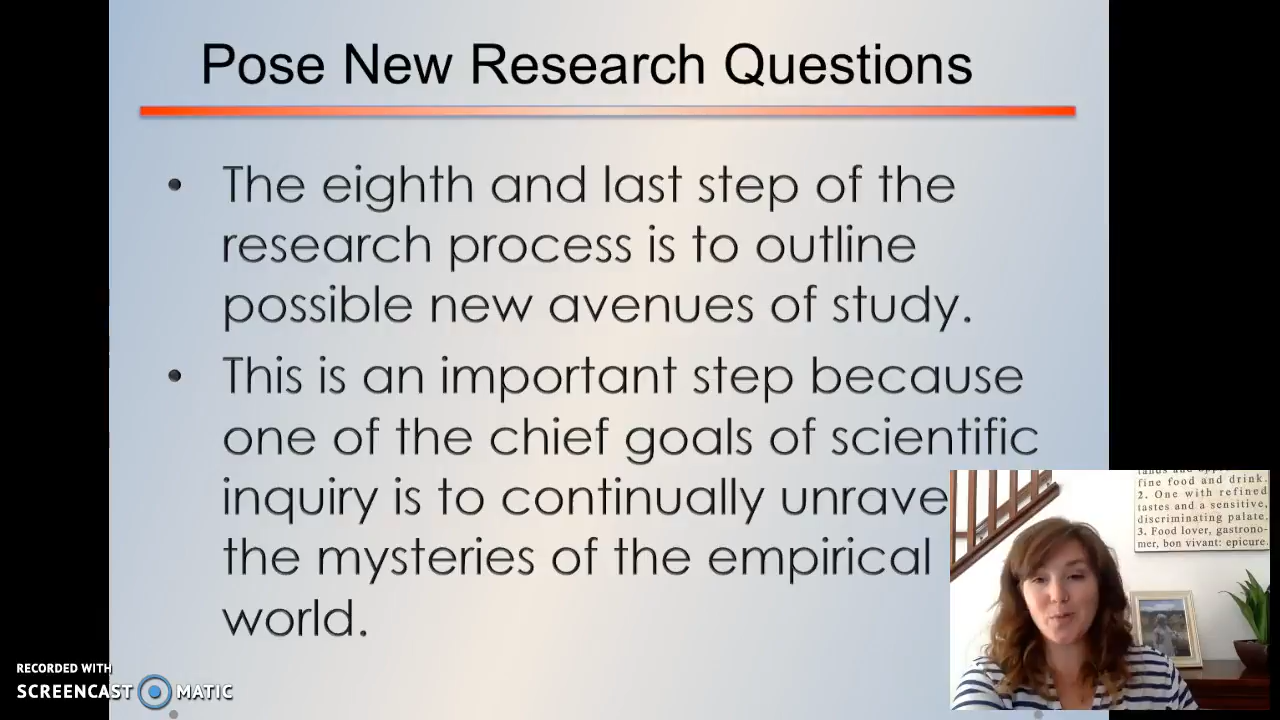 Pose New Research Questions
• The eighth and last step of the
research process is to outline
possible new avenues of study.
• This is an important step because
one of the chief goals of scientific
inquiry is to continually unrave
the mysteries of the empirical
world.
fine food and drink.
2. One with refined
tastes and a sensitive,
discriminating palate.
3. Food lover, gastrono-
mer, bon vivant: epicure.
RECORDED WITH
SCREENCAST MATIC